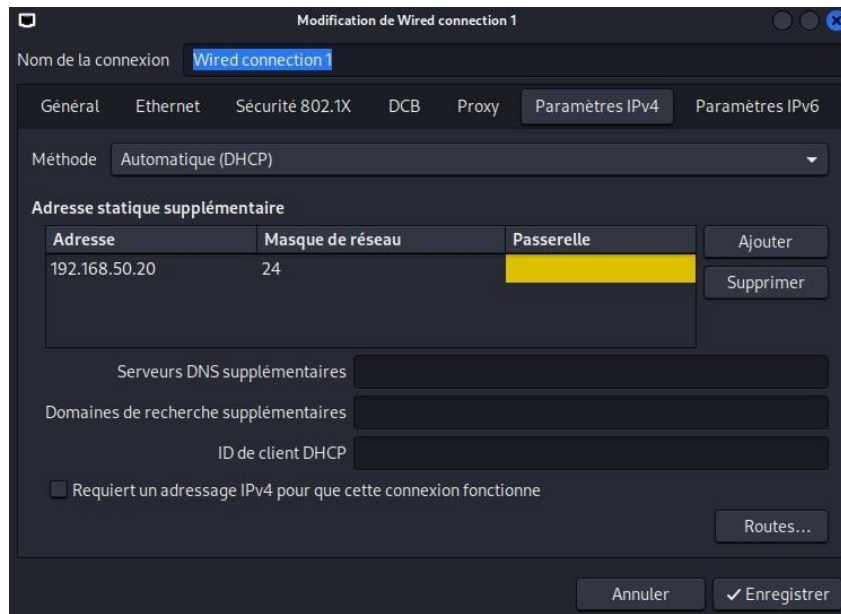 Modification de Wired connection 1
Nom de la connexion Wired connection 1
Général Ethernet Sécurité 802.1X DCB Proxy Paramètres IPv4 Paramètres IPv6
Méthode Automatique (DHCP)
Adresse statique supplémentaire
Adresse Masque de réseau Passerelle Ajouter
192.168.50.20 24
Supprimer
Serveurs DNS supplémentaires
Domaines de recherche supplémentaires
ID de client DHCP
Requiert un adressage IPv4 pour que cette connexion fonctionne
Routes...
Annuler Enregistrer